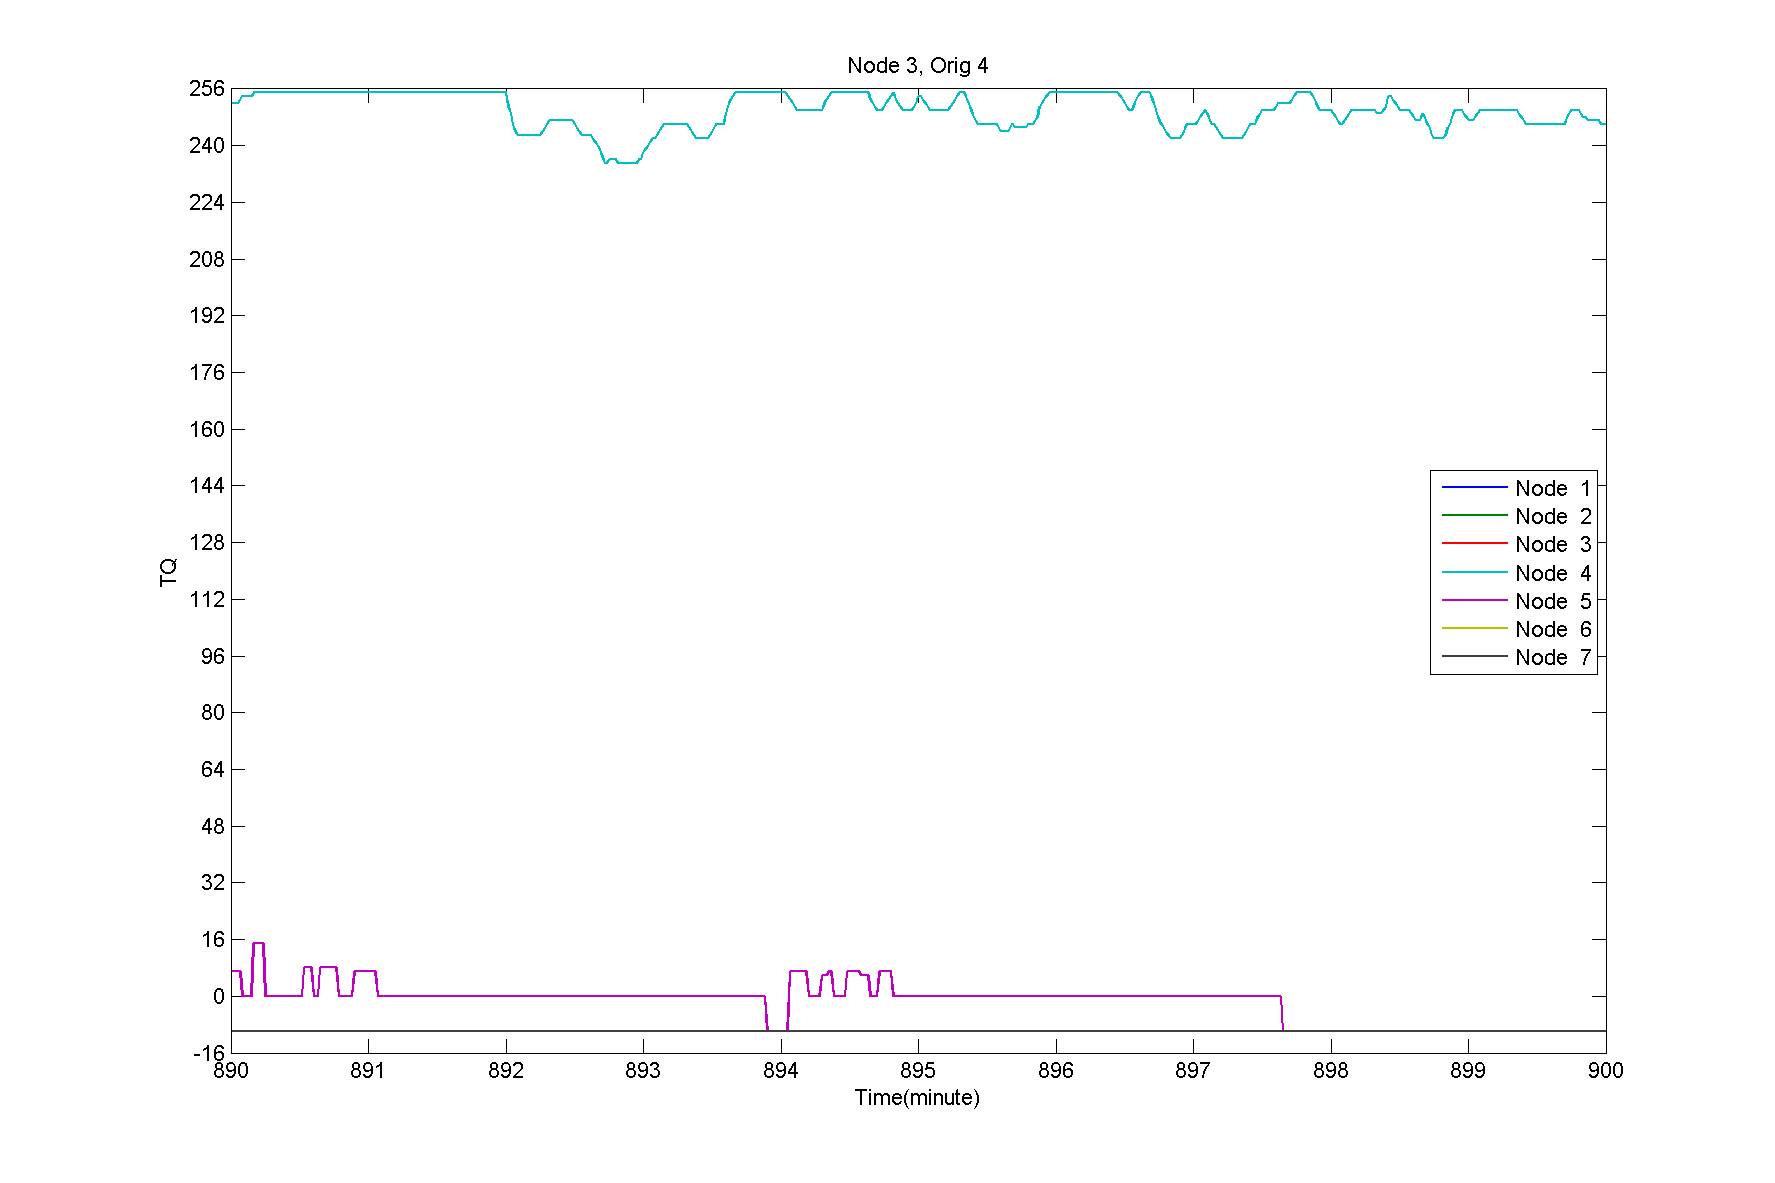 Node 3, Orig 4
256
240
224
208
192
176
160
144
128
112
96
80
64
48
32
16
0
-16
TQ
Node 1
Node 2
Node 3
Node 4
Node 5
Node 6
Node 7
890 891 892 893 894 895 896 897 898 899 900
Time(minute)